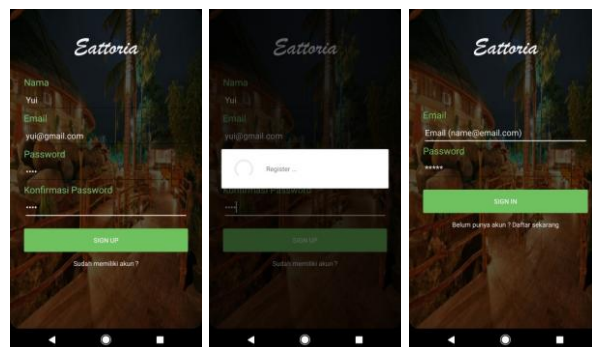 Eattoria
Nama
Yui
Email
yui@gmail.com
Password
••••
Konfirmasi Password
••••
SIGN UP
Sudah memiliki akun ?
Eattoria
Nama
Yui
Email
yui@gmail.com
Register ...
Konfirmasi Password
••••
SIGN UP
Sudah memiliki akun ?
Eattoria
Email
Email (name@email.com)
Password
•••••
SIGN IN
Belum punya akun ? Daftar sekarang